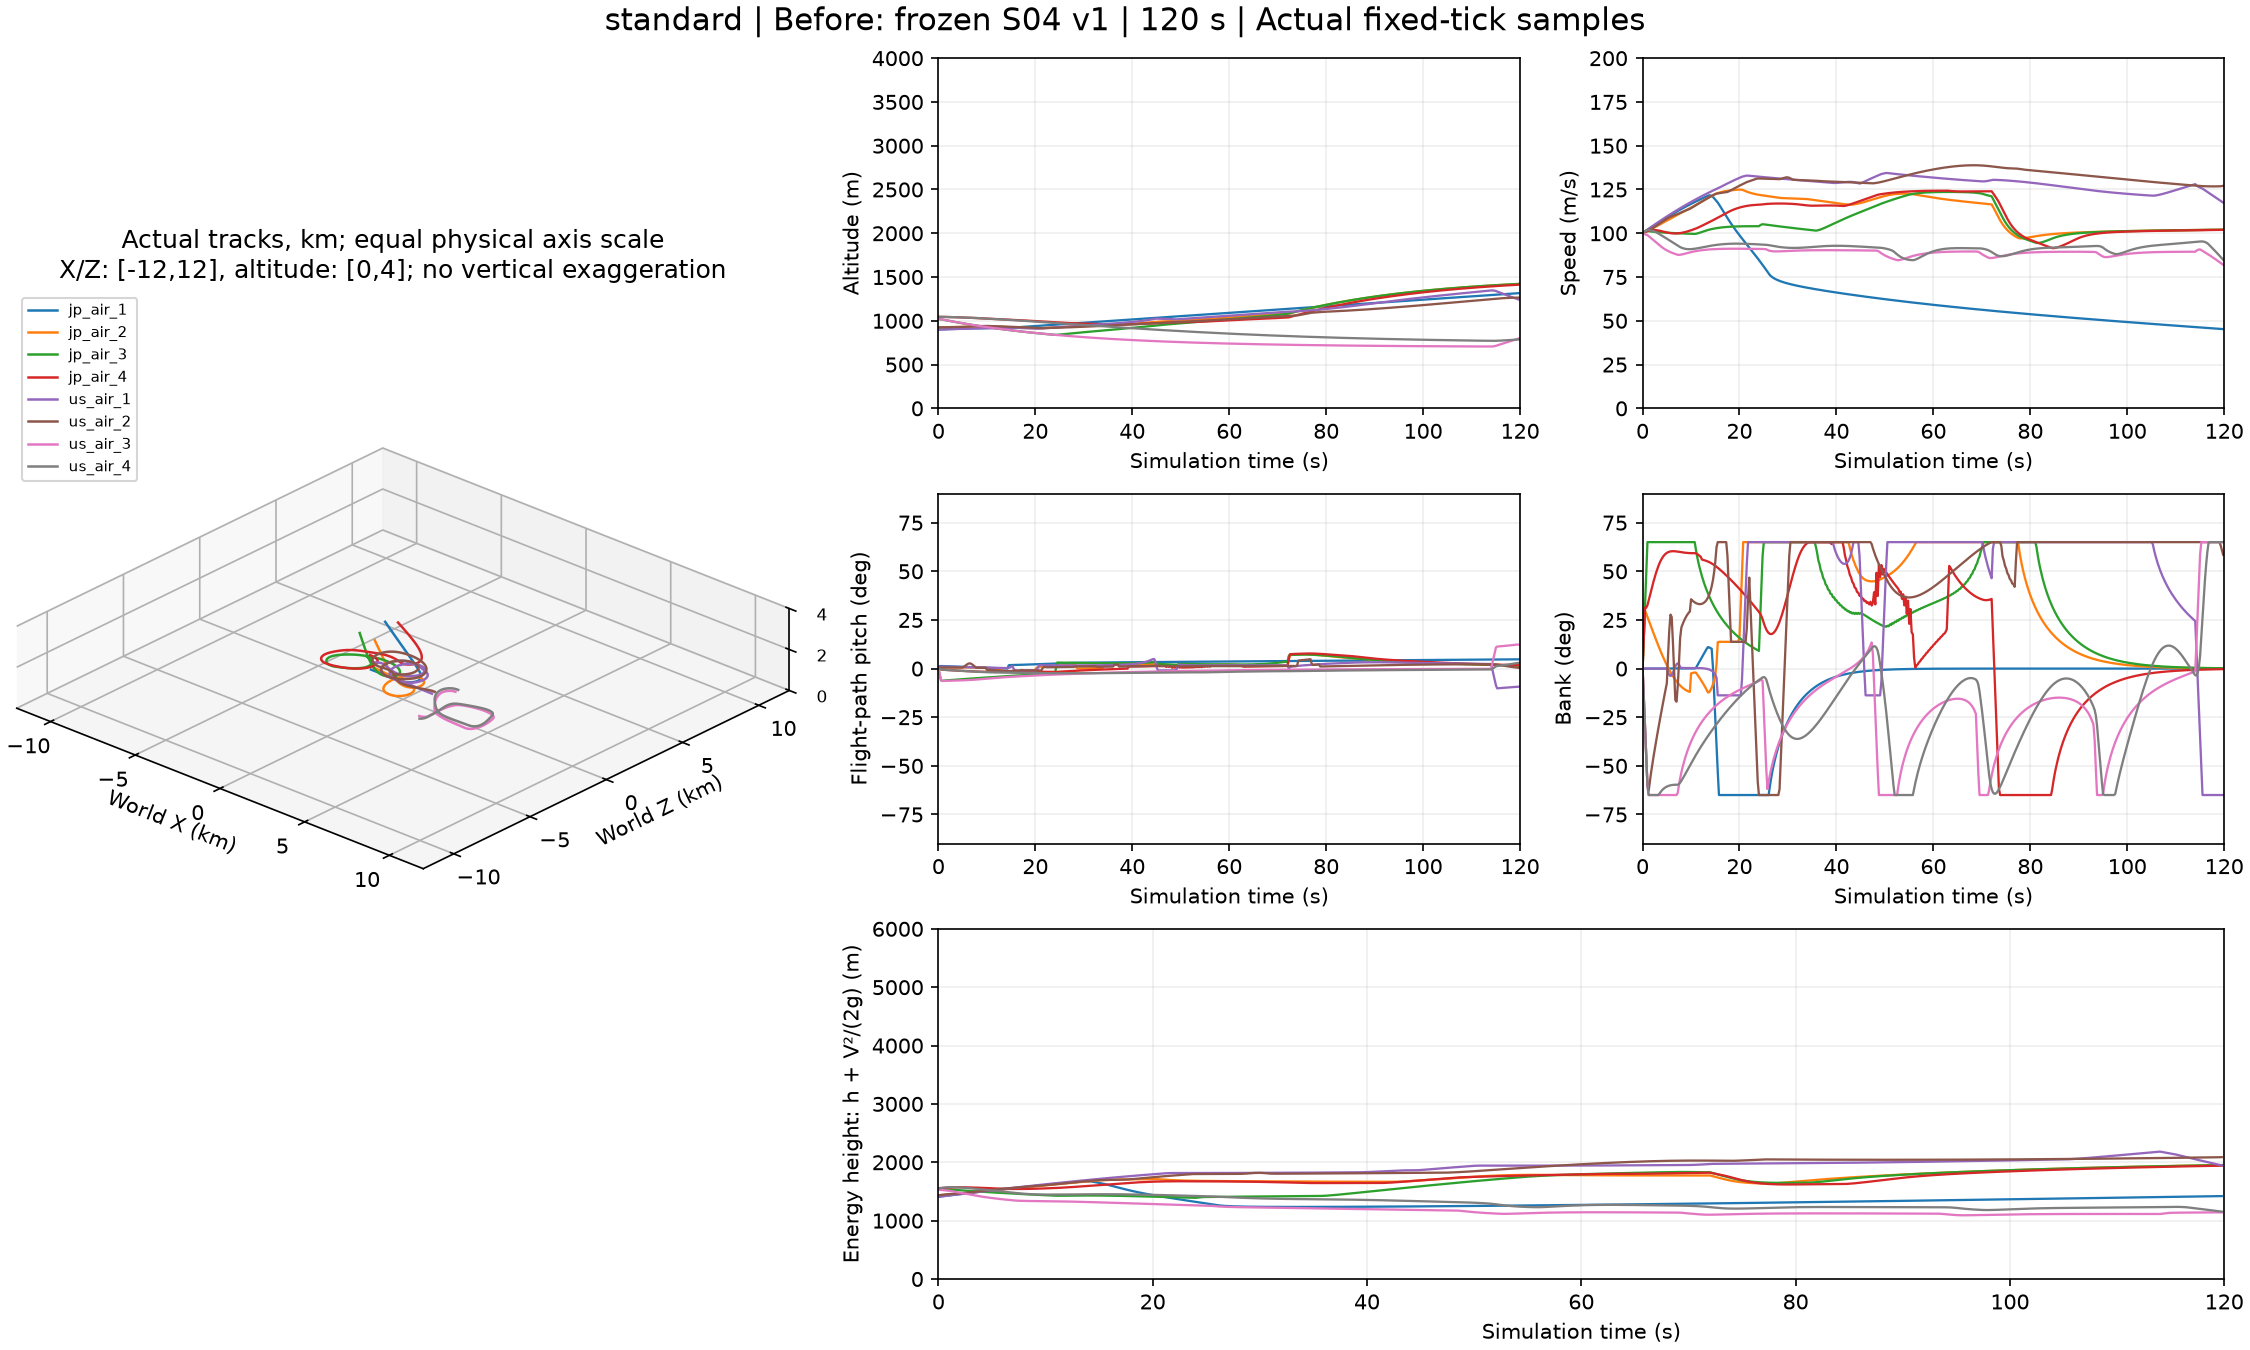 standard | Before: frozen S04 v1 | 120 s | Actual fixed-tick samples
Actual tracks, km; equal physical axis scale
X/Z: [-12,12], altitude: [0,4]; no vertical exaggeration
jp_air_1
jp_air_2
jp_air_3
jp_air_4
us_air_1
us_air_2
us_air_3
us_air_4
−10
−5
0
5
10
World X (km)
−10
−5
0
5
10
World Z (km)
0
2
4
4000
3500
3000
2500
2000
1500
1000
500
0
Altitude (m)
0 20 40 60 80 100 120
Simulation time (s)
200
175
150
125
100
75
50
25
0
Speed (m/s)
0 20 40 60 80 100 120
Simulation time (s)
75
50
25
0
−25
−50
−75
Flight-path pitch (deg)
0 20 40 60 80 100 120
Simulation time (s)
75
50
25
0
−25
−50
−75
Bank (deg)
0 20 40 60 80 100 120
Simulation time (s)
6000
5000
4000
3000
2000
1000
0
Energy height: h + V²/(2g) (m)
0 20 40 60 80 100 120
Simulation time (s)